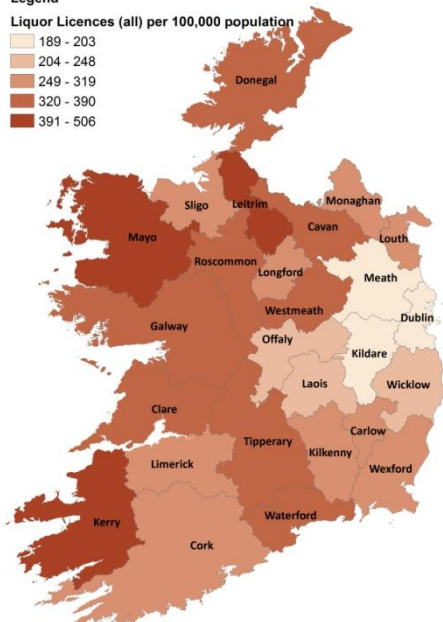 Legend
Liquor Licences (all) per 100,000 population
189 - 203
204 - 248
249 - 319
320 - 390
391 - 506
Donegal
Monaghan
Sligo
Leitrim
Cavan
Louth
Mayo
Roscommon
Longford
Meath
Westmeath
Dublin
Galway
Offaly
Kildare
Laois
Wicklow
Clare
Carlow
Tipperary
Limerick
Kilkenny
Wexford
Waterford
Kerry
Cork